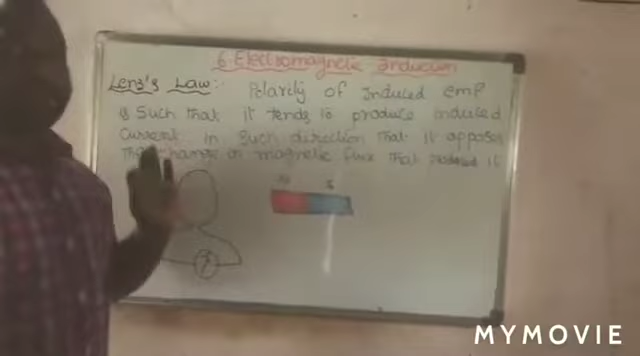 6 Electromagnetic Inducium
Lenz's Law: Polarity of Induced emf
is Such that it tends to produce induced
Current in such direction that it opposes
the change in magnetic flux that produced it
N S
MYMOVIE